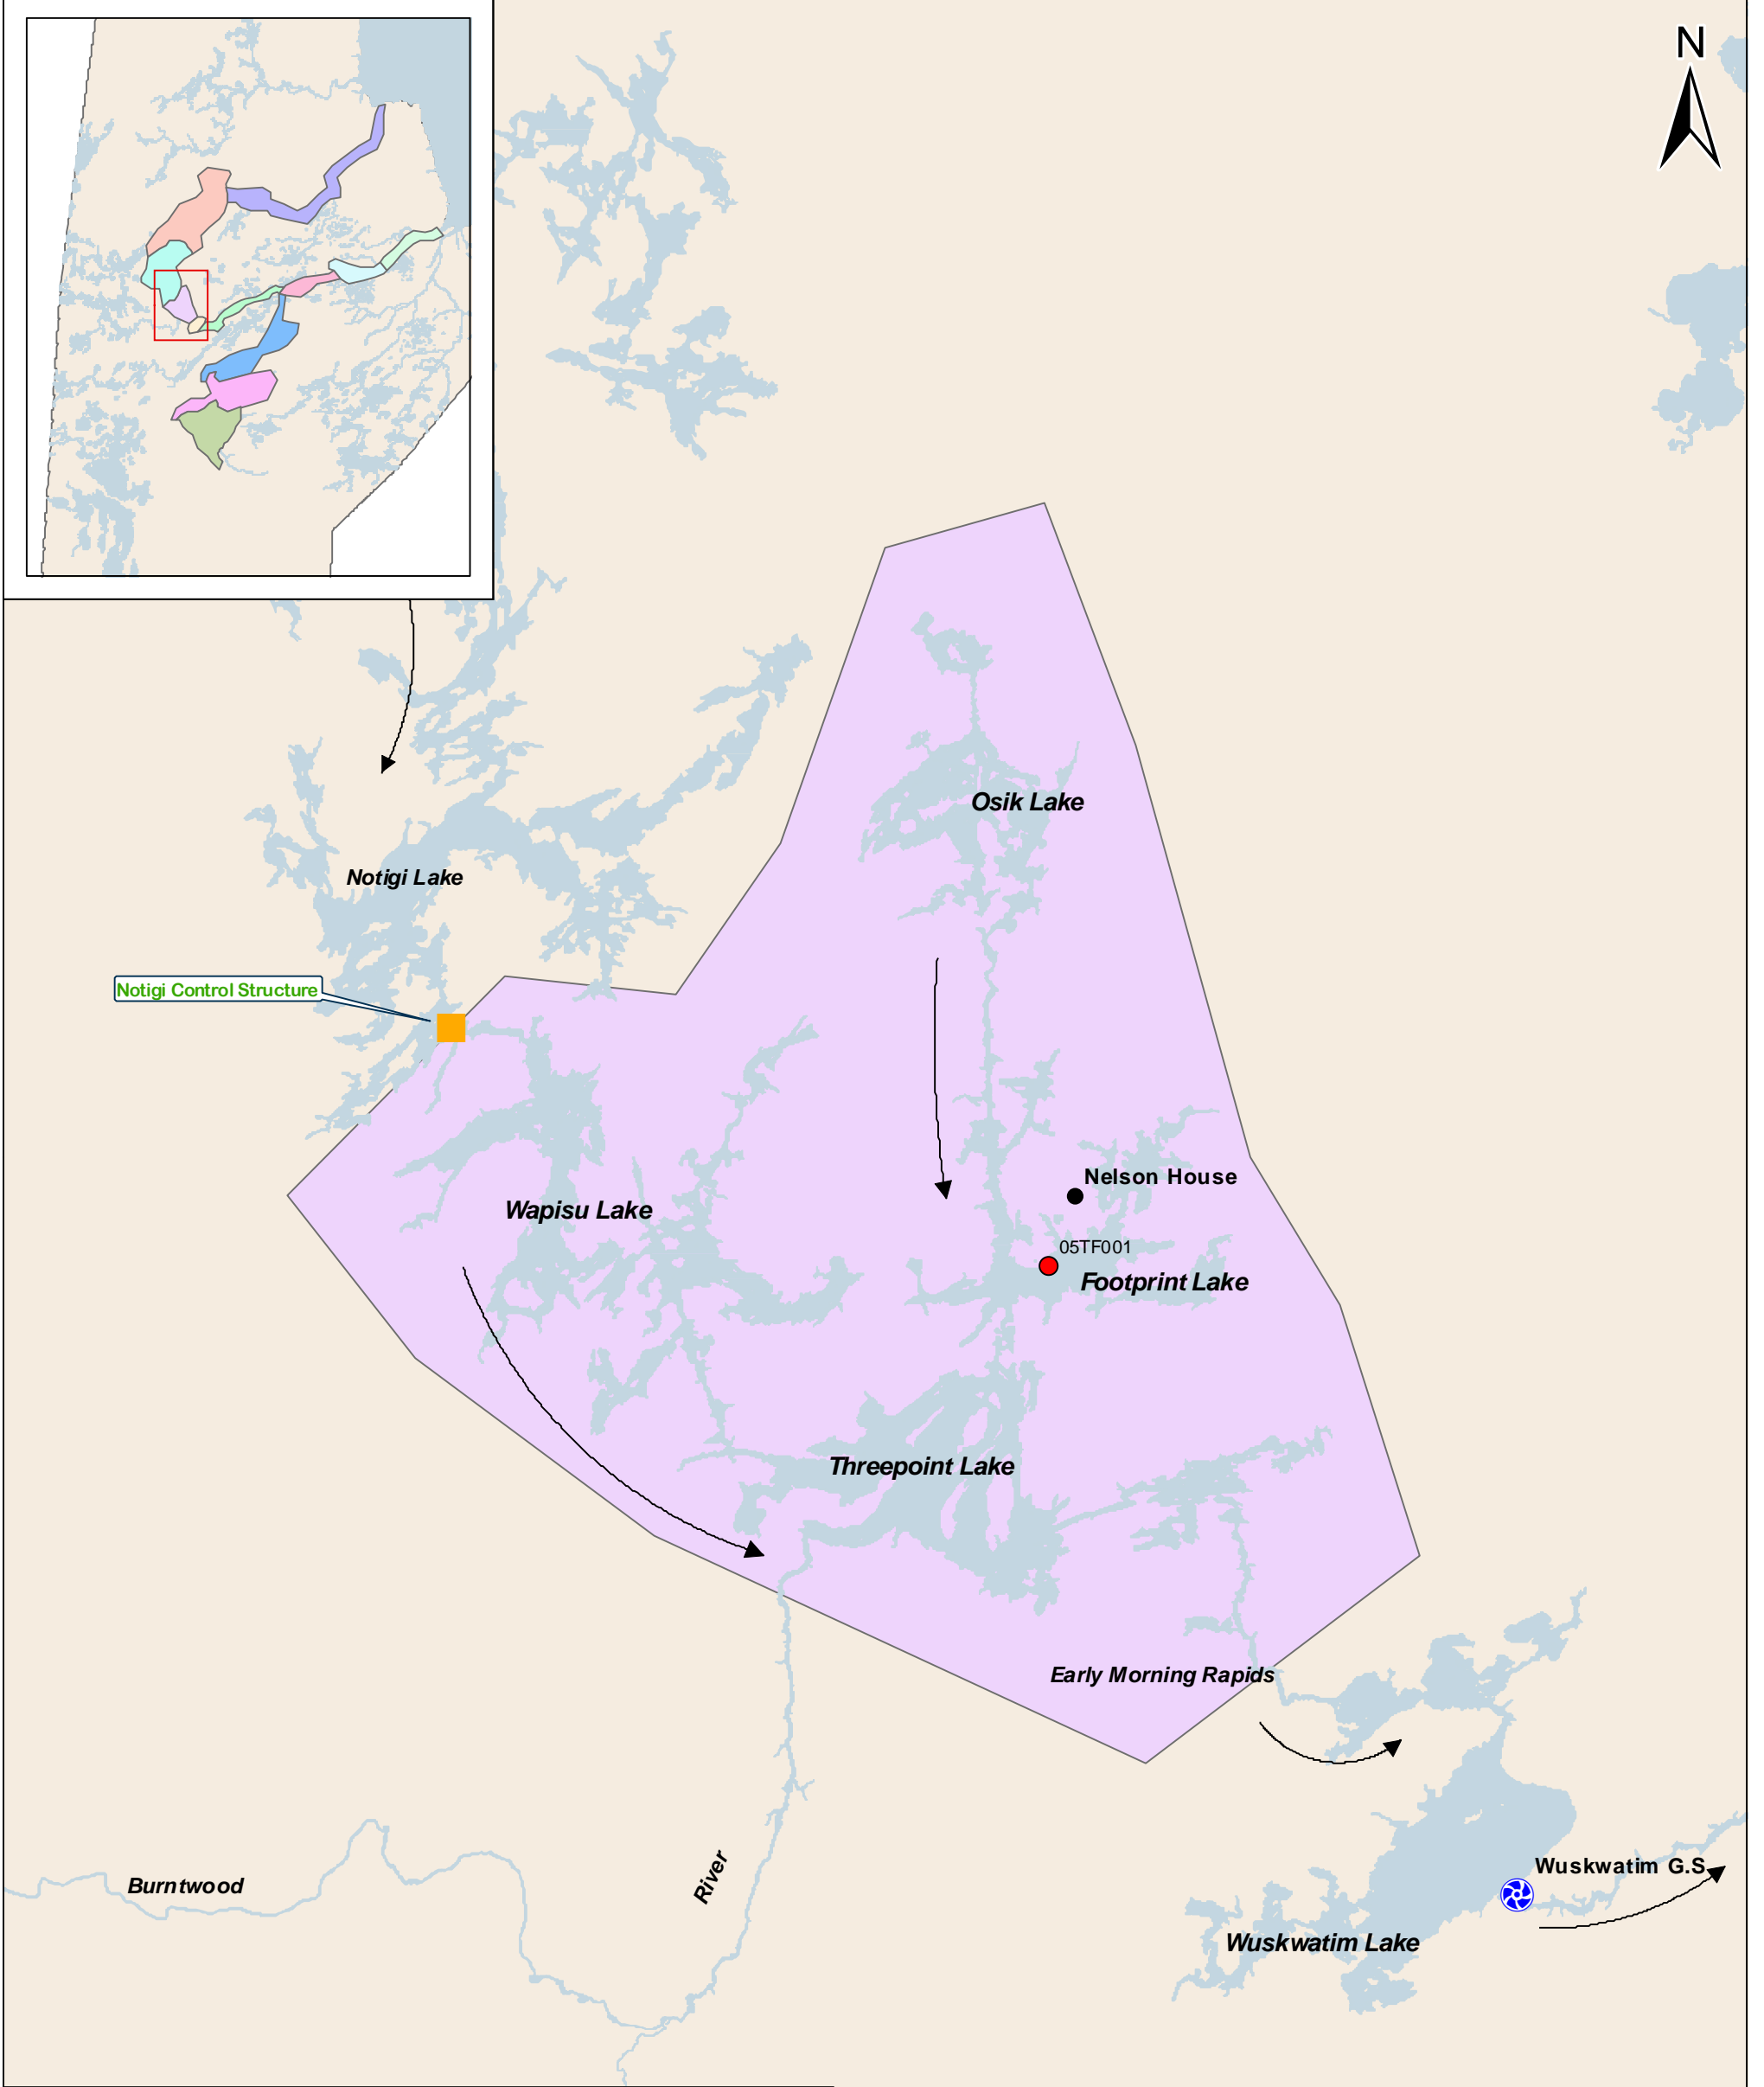 N
Osik Lake
Notigi Lake
Notigi Control Structure
Nelson House
Wapisu Lake
05TF001
Footprint Lake
Threepoint Lake
Early Morning Rapids
Burntwood
River
Wuskwatim G.S.
Wuskwatim Lake